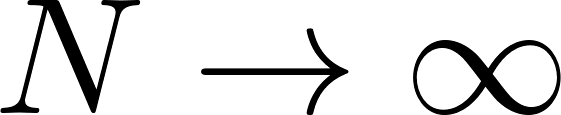 N → ∞